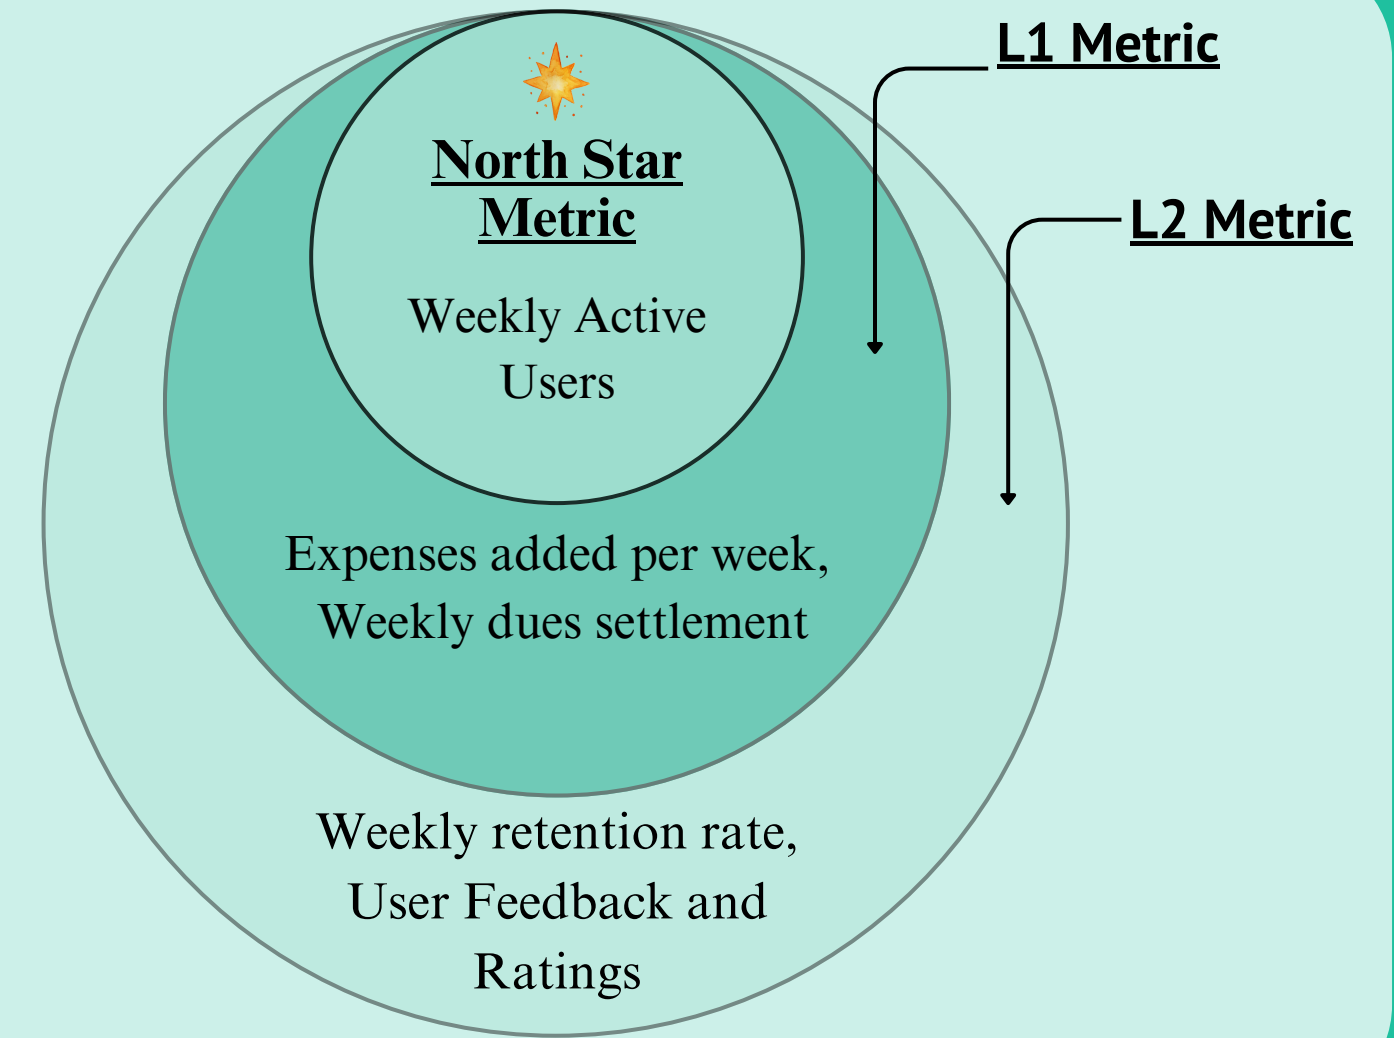 L1 Metric
North Star
Metric
L2 Metric
Weekly Active
Users
Expenses added per week,
Weekly dues settlement
Weekly retention rate,
User Feedback and
Ratings